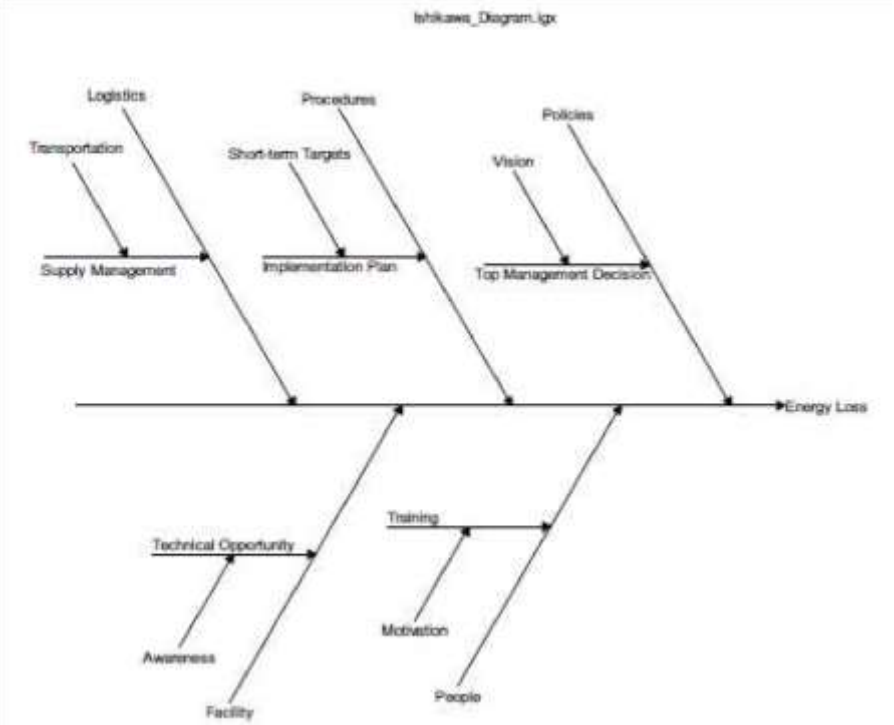 Ishikawa_Diagram.igx
Logistics
Procedures
Policies
Transportation
Short-term Targets
Vision
Supply Management
Implementation Plan
Top Management Decision
Energy Loss
Training
Technical Opportunity
Motivation
Awareness
People
Facility